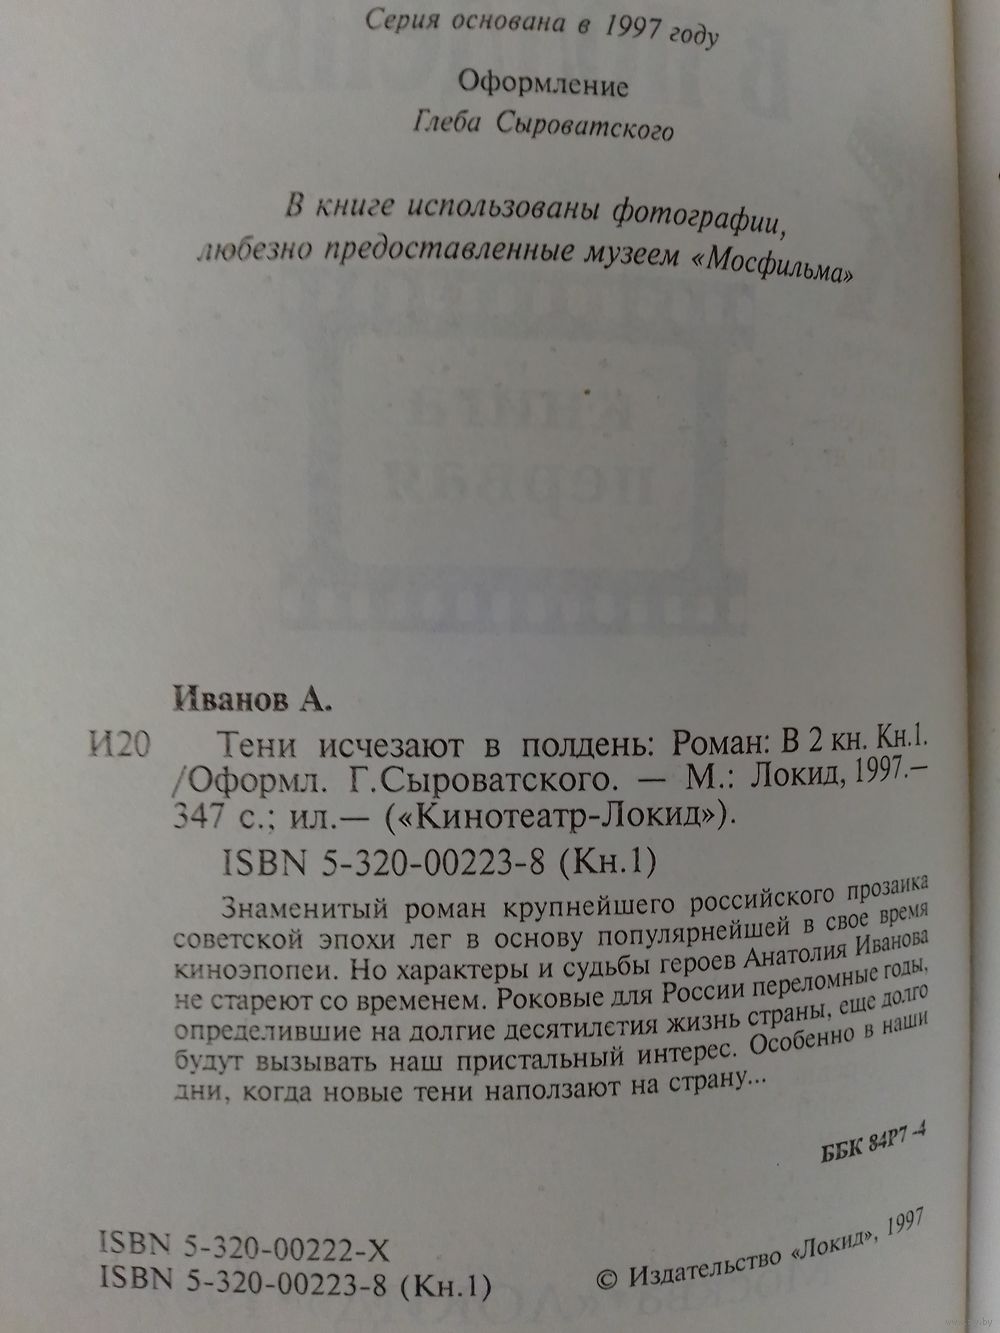 Серия основана в 1997 году
Оформление
Глеба Сыроватского
В книге использованы фотографии,
любезно предоставленные музеем «Мосфильма»
книга
первая
Иванов А.
И20 Тени исчезают в полдень: Роман: В 2 кн. Кн.1.
/Оформл. Г.Сыроватского. — М.: Локид, 1997.–
347 с.; ил.— («Кинотеатр-Локид»).
ISBN 5-320-00223-8 (Кн.1)
Знаменитый роман крупнейшего российского прозаика
советской эпохи лег в основу популярнейшей в свое время
киноэпопеи. Но характеры и судьбы героев Анатолия Иванова
не стареют со временем. Роковые для России переломные годы,
определившие на долгие десятилетия жизнь страны, еще долго
будут вызывать наш пристальный интерес. Особенно в наши
дни, когда новые тени наползают на страну...
ББК 84Р7-4
ISBN 5-320-00222-X
ISBN 5-320-00223-8 (Кн.1)
© Издательство «Локид», 1997